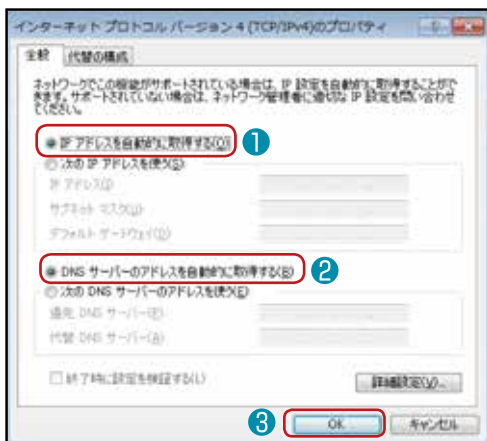 インターネット プロトコル バージョン 4 (TCP/IPv4)のプロパティ
全般 代替の構成
ネットワークでこの機能がサポートされている場合は、IP 設定を自動的に取得することがで
きます。サポートされていない場合は、ネットワーク管理者に適切な IP 設定を問い合わせ
てください。
IP アドレスを自動的に取得する(O) 1
次の IP アドレスを使う(S)
IP アドレス(I)
サブネット マスク(U)
デフォルト ゲートウェイ(D)
DNS サーバーのアドレスを自動的に取得する(B) 2
次の DNS サーバーのアドレスを使う(E)
優先 DNS サーバー(P)
代替 DNS サーバー(A)
終了時に設定を検証する(L)
詳細設定(V)...
3 OK キャンセル